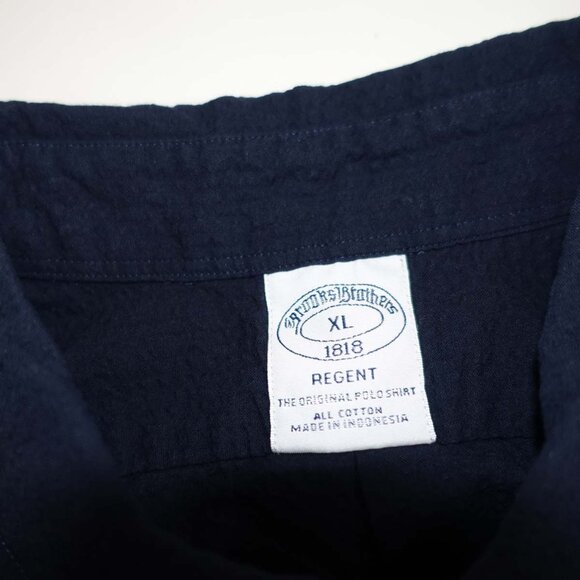 Brooks Brothers
XL
1818
REGENT
THE ORIGINAL POLO SHIRT
ALL COTTON
MADE IN INDONESIA